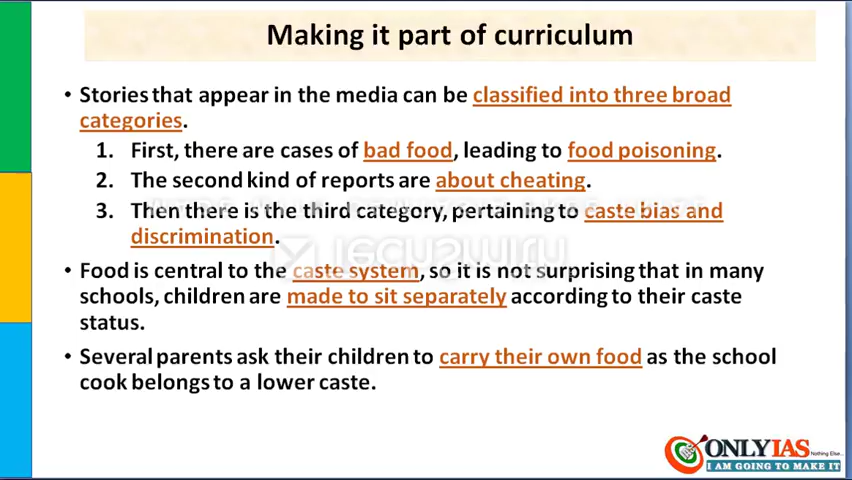 Making it part of curriculum
• Stories that appear in the media can be classified into three broad
categories.
1. First, there are cases of bad food, leading to food poisoning.
2. The second kind of reports are about cheating.
3. Then there is the third category, pertaining to caste bias and
discrimination.
• Food is central to the caste system, so it is not surprising that in many
schools, children are made to sit separately according to their caste
status.
• Several parents ask their children to carry their own food as the school
cook belongs to a lower caste.
ONLYIAS
Nothing Else...
I AM GOING TO MAKE IT